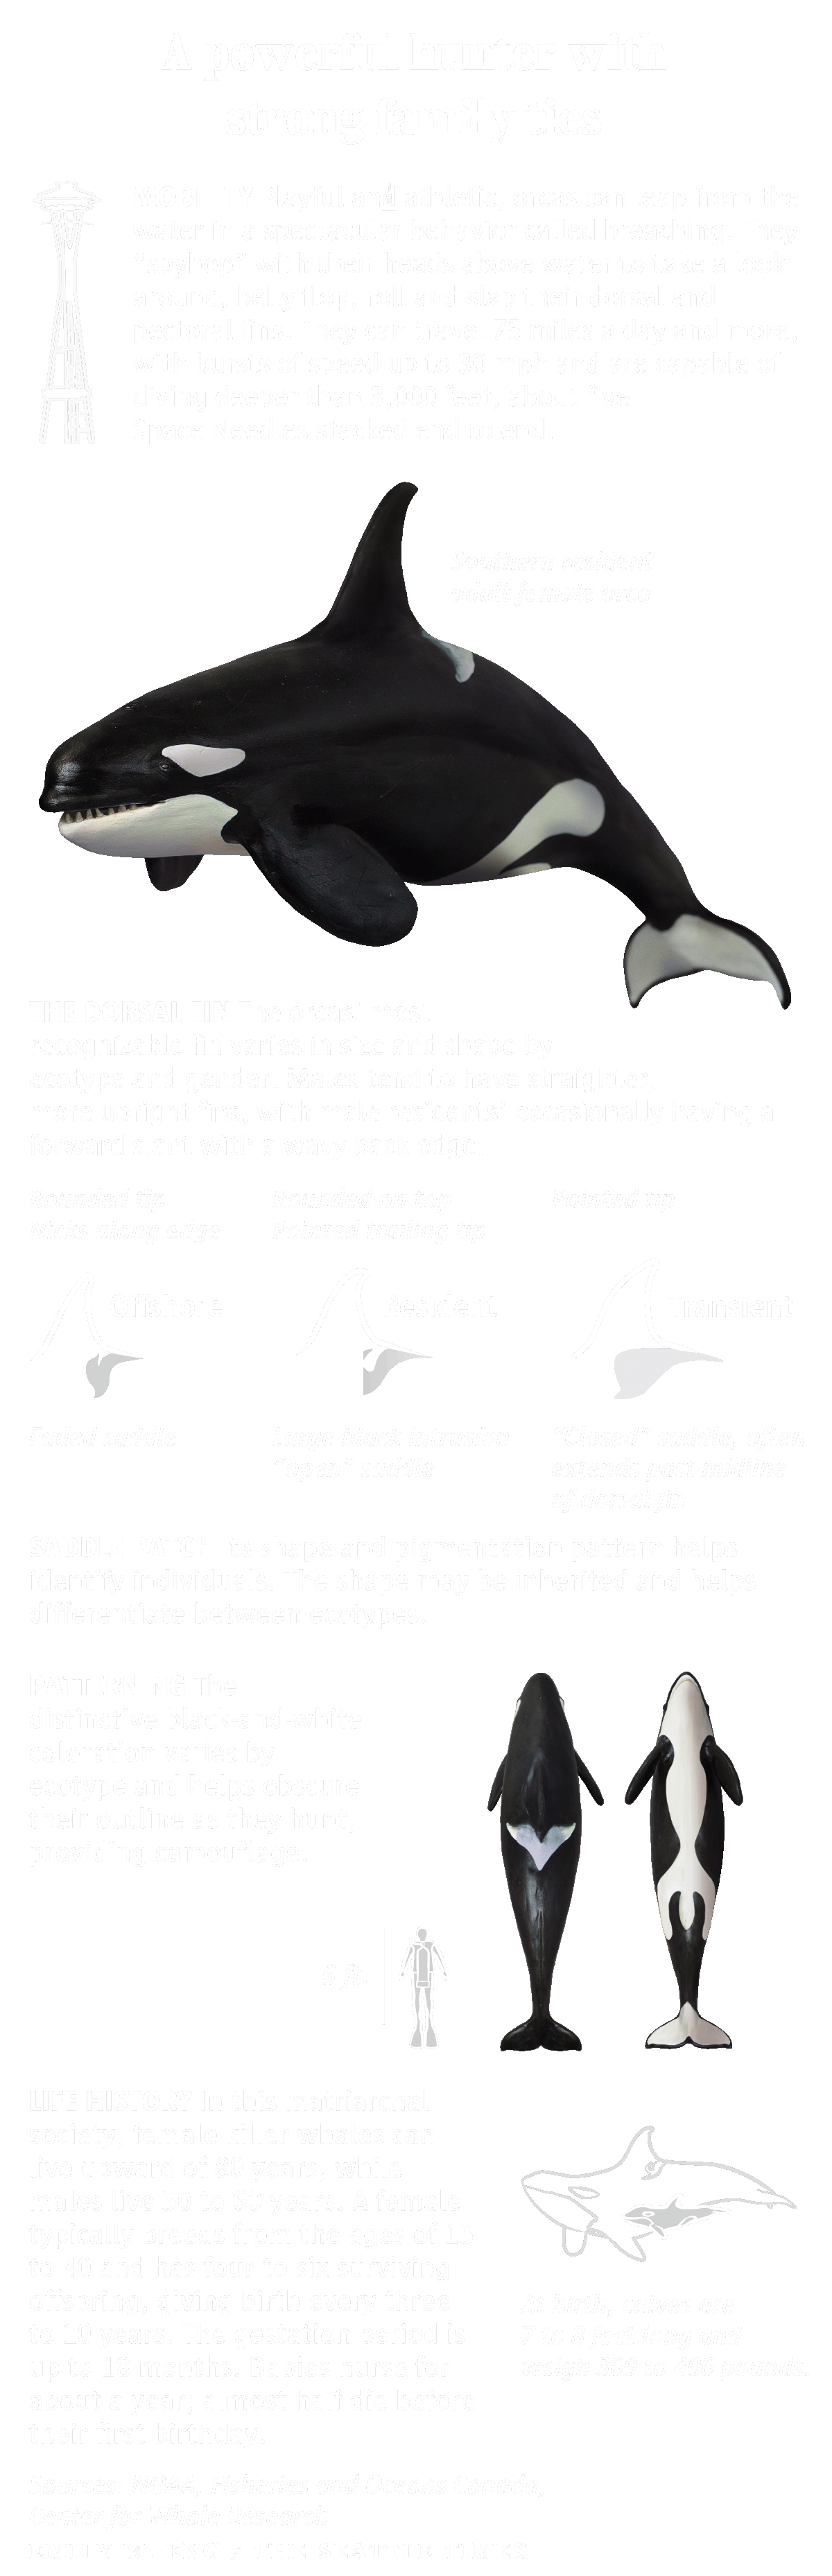 A powerful hunter with
strong family ties
MOBILITY Playful and athletic, orcas can leap from the
water in a spectacular behavior called breaching. They
"spyhop" with their heads above water to take a look
around, belly flop, roll and slap their dorsal and
pectoral fins. They can travel 75 miles a day and more,
with bursts of speed up to 30 mph and are capable of
diving deeper than 3,000 feet, about five
Space Needles stacked end to end.
Southern resident
adult female orca
THE DORSAL FIN The orcas' most
recognizable fin varies in size and shape by
ecotype and gender. Males tend to have straighter,
more upright fins, with male residents' occasionally having a
forward slant with a wavy back edge.
Rounded tip
Nicks along edge
Rounded on top
Pointed trailing tip
Pointed tip
Offshore
Resident
Transient
Faded saddle
Large black intrusion
"open" saddle
"Closed" saddle, often
extends past midline
of dorsal fin
SADDLE PATCH Its shape and pigmentation pattern helps
identify individuals. The shape may be inherited and helps
differentiate between ecotypes.
PATTERNING The
distinctive black-and-white
coloration varies by
ecotype and helps obscure
their outline as they hunt,
providing camouflage.
6 ft.
LIFE HISTORY In this matriarchal
society, female killer whales can
live upward of 80 years, while
males live 50 to 60 years. A female
typically breeds from the ages of 15
to 40 and has four to six surviving
offspring, giving birth every three
to 10 years. The gestation period is
up to 18 months. Babies nurse for
about a year; almost half die before
their first birthday.
At birth, calves are
7 to 8 feet long and
weigh 300 to 400 pounds.
Sources: NOAA, Fisheries and Oceans Canada,
Center for Whale Research
EMILY M. ENG / THE SEATTLE TIMES